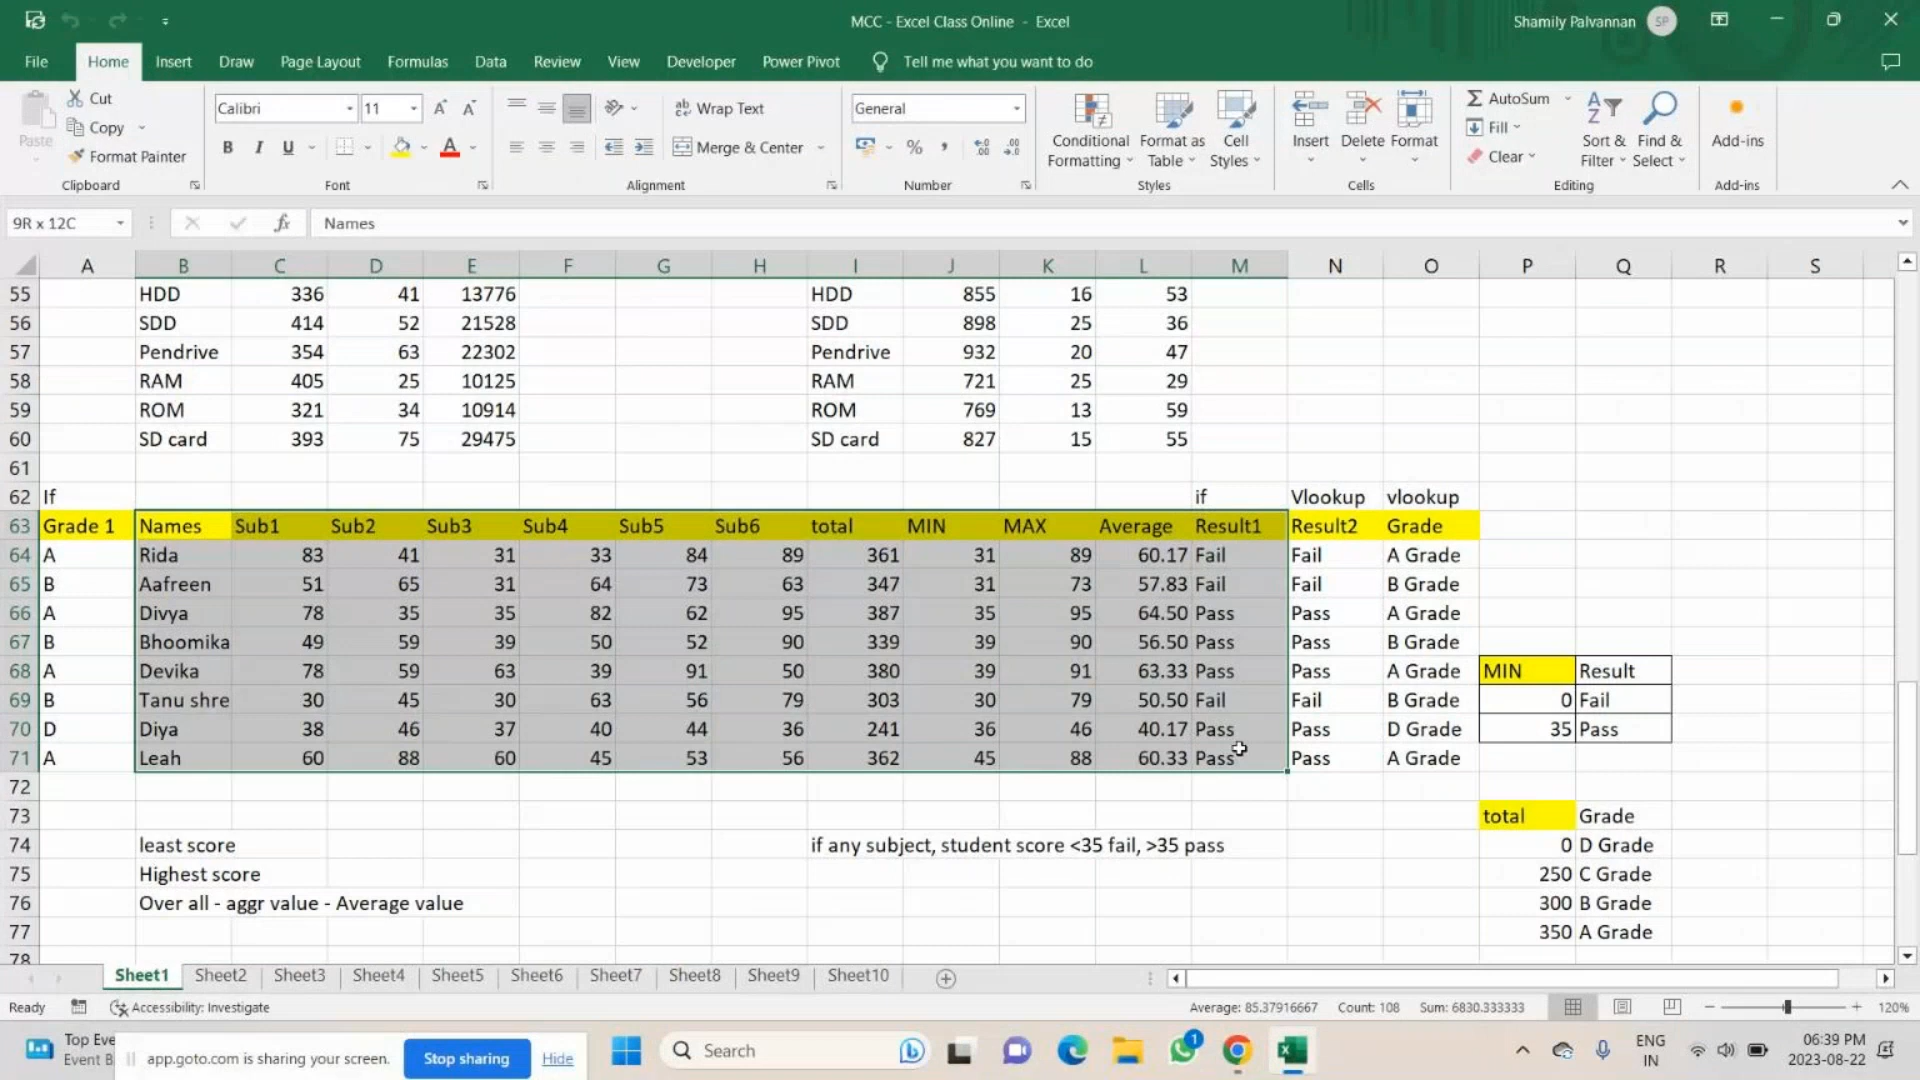 MCC - Excel Class Online - Excel
Shamily Palvannan SP
File Home Insert Draw Page Layout Formulas Data Review View Developer Power Pivot Tell me what you want to do
Paste Cut Copy Format Painter Clipboard
Calibri 11 B I U Font
Wrap Text Merge & Center Alignment
General % Number
Conditional Formatting Format as Table Cell Styles Styles
Insert Delete Format Cells
AutoSum Fill Clear Sort & Filter Find & Select Editing
Add-ins Add-ins
9R x 12C fx Names
A B C D E F G H I J K L M N O P Q R S
55 HDD 336 41 13776 HDD 855 16 53
56 SDD 414 52 21528 SDD 898 25 36
57 Pendrive 354 63 22302 Pendrive 932 20 47
58 RAM 405 25 10125 RAM 721 25 29
59 ROM 321 34 10914 ROM 769 13 59
60 SD card 393 75 29475 SD card 827 15 55
61
62 If if Vlookup vlookup
63 Grade 1 Names Sub1 Sub2 Sub3 Sub4 Sub5 Sub6 total MIN MAX Average Result1 Result2 Grade
64 A Rida 83 41 31 33 84 89 361 31 89 60.17 Fail Fail A Grade
65 B Aafreen 51 65 31 64 73 63 347 31 73 57.83 Fail Fail B Grade
66 A Divya 78 35 35 82 62 95 387 35 95 64.50 Pass Pass A Grade
67 B Bhoomika 49 59 39 50 52 90 339 39 90 56.50 Pass Pass B Grade
68 A Devika 78 59 63 39 91 50 380 39 91 63.33 Pass Pass A Grade MIN Result
69 B Tanu shre 30 45 30 63 56 79 303 30 79 50.50 Fail Fail B Grade 0 Fail
70 D Diya 38 46 37 40 44 36 241 36 46 40.17 Pass Pass D Grade 35 Pass
71 A Leah 60 88 60 45 53 56 362 45 88 60.33 Pass Pass A Grade
72
73 total Grade
74 least score if any subject, student score <35 fail, >35 pass 0 D Grade
75 Highest score 250 C Grade
76 Over all - aggr value - Average value 300 B Grade
77 350 A Grade
78
Sheet1 Sheet2 Sheet3 Sheet4 Sheet5 Sheet6 Sheet7 Sheet8 Sheet9 Sheet10
Ready Accessibility: Investigate Average: 85.37916667 Count: 108 Sum: 6830.333333 120%
Top Eve
Event B
app.goto.com is sharing your screen. Stop sharing Hide
Search
1
ENG
IN
06:39 PM
2023-08-22